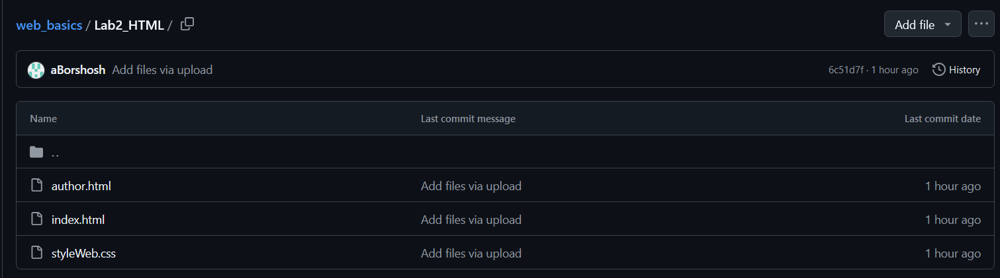 web_basics / Lab2_HTML / Add file
aBorshosh Add files via upload 6c51d7f · 1 hour ago History
Name Last commit message Last commit date
..
author.html Add files via upload 1 hour ago
index.html Add files via upload 1 hour ago
styleWeb.css Add files via upload 1 hour ago